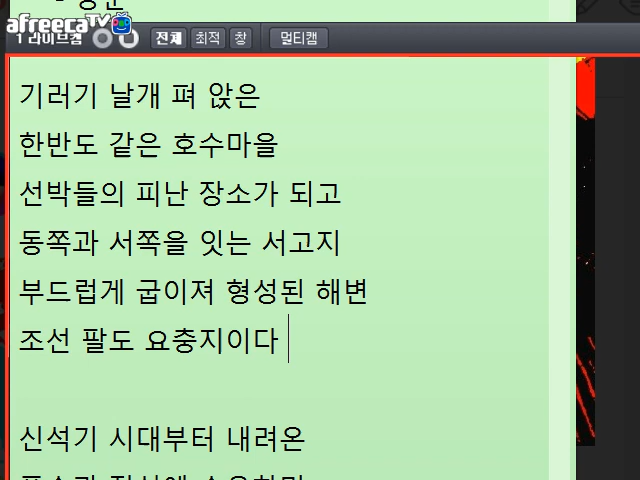 afreecaTV
1 라이브캠 전체 최적 창 멀티캠
기러기 날개 펴 앉은
한반도 같은 호수마을
선박들의 피난 장소가 되고
동쪽과 서쪽을 잇는 서고지
부드럽게 굽이져 형성된 해변
조선 팔도 요충지이다
신석기 시대부터 내려온